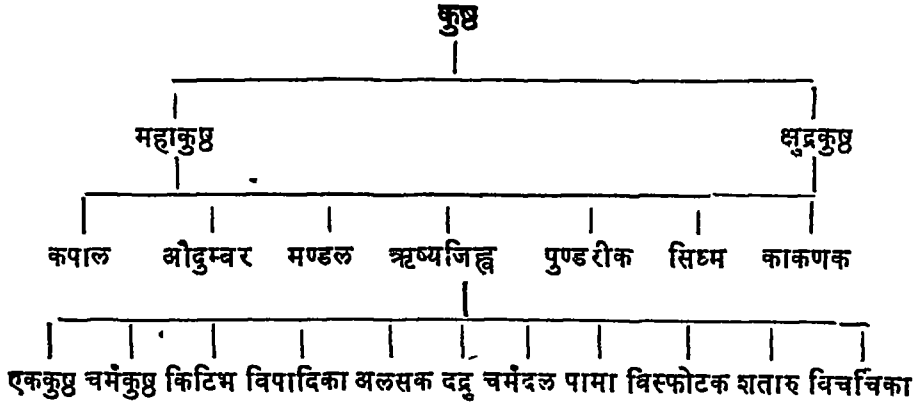 कुष्ठ
महाकुष्ठ क्षुद्रकुष्ठ
कपाल औदुम्बर मण्डल ऋष्यजिह्व पुण्डरीक सिध्म काकणक
एककुष्ठ चर्मकुष्ठ किटिभ विपादिका अलसक दद्रु चर्मदल पामा विस्फोटक शतारु विचर्चिका